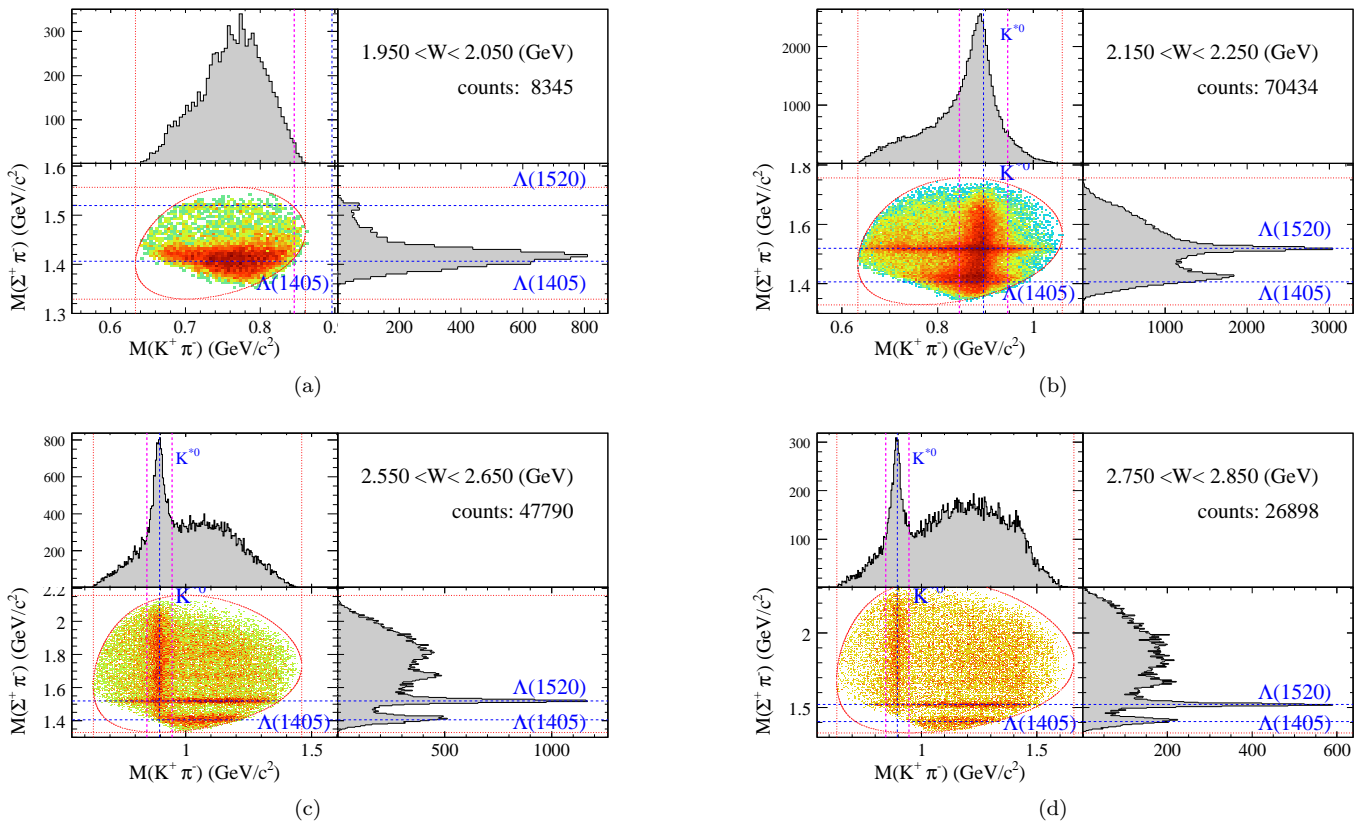 300
200
100
1.950 <W< 2.050 (GeV)
counts: 8345
M(Σ⁺ π⁻) (GeV/c²)
1.6
1.5
1.4
1.3
Λ(1520)
Λ(1405)
Λ(1405)
0.6 0.7 0.8 0.
200 400 600 800
M(K⁺ π⁻) (GeV/c²)
(a)
2000
1000
K*⁰
2.150 <W< 2.250 (GeV)
counts: 70434
M(Σ⁺ π⁻) (GeV/c²)
1.8
1.6
1.4
K*⁰
Λ(1520)
Λ(1405)
Λ(1405)
0.6 0.8 1
1000 2000 3000
M(K⁺ π⁻) (GeV/c²)
(b)
800
600
400
200
K*⁰
2.550 <W< 2.650 (GeV)
counts: 47790
M(Σ⁺ π⁻) (GeV/c²)
2.2
2
1.8
1.6
1.4
K*⁰
Λ(1520)
Λ(1405)
Λ(1405)
1 1.5
500 1000
M(K⁺ π⁻) (GeV/c²)
(c)
300
200
100
K*⁰
2.750 <W< 2.850 (GeV)
counts: 26898
M(Σ⁺ π⁻) (GeV/c²)
2
1.5
K*⁰
Λ(1520)
Λ(1405)
Λ(1405)
1 1.5
200 400 600
M(K⁺ π⁻) (GeV/c²)
(d)